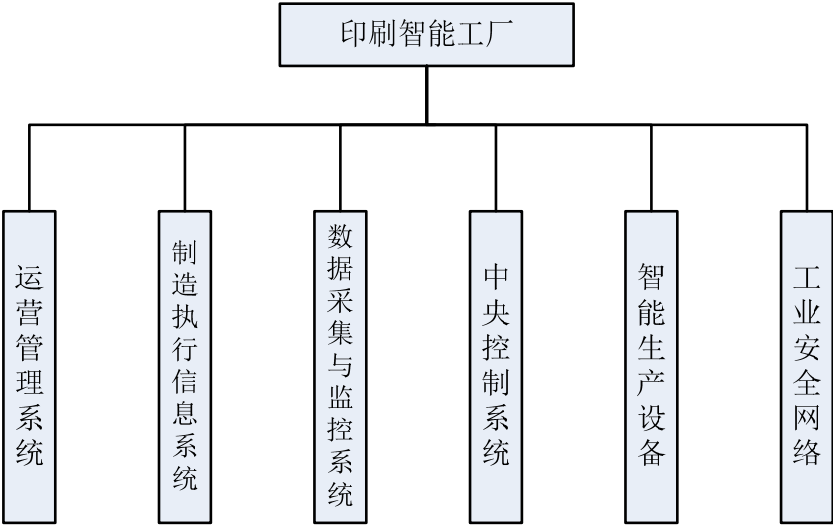 印刷智能工厂
运营管理系统
制造执行信息系统
数据采集与监控系统
中央控制系统
智能生产设备
工业安全网络